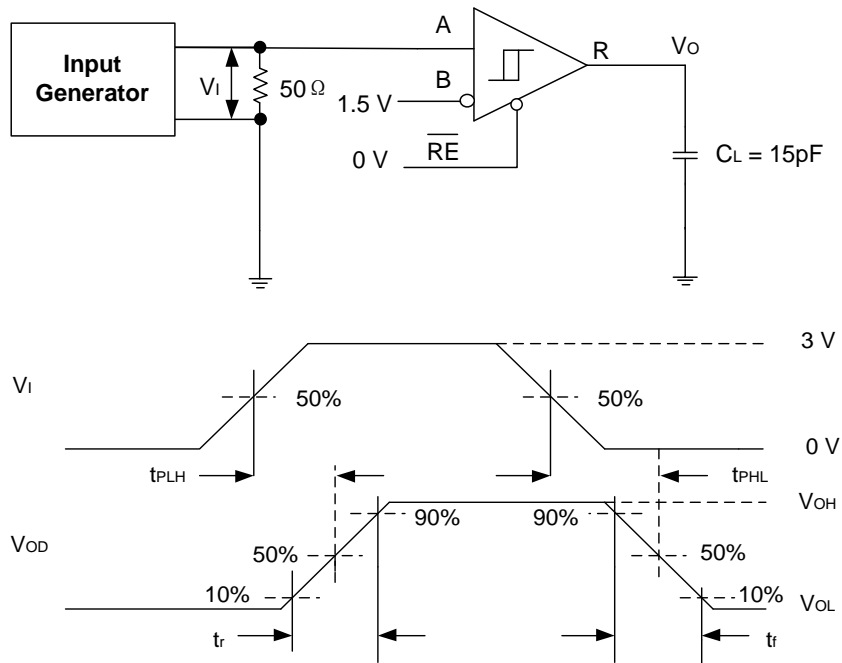 A
R
VO
Input
Generator
VI
50 Ω
B
1.5 V
0 V
RE
CL = 15pF
3 V
VI
50%
50%
0 V
tPLH
tPHL
VOH
90%
90%
VOD
50%
50%
10%
10%
VOL
tr
tf